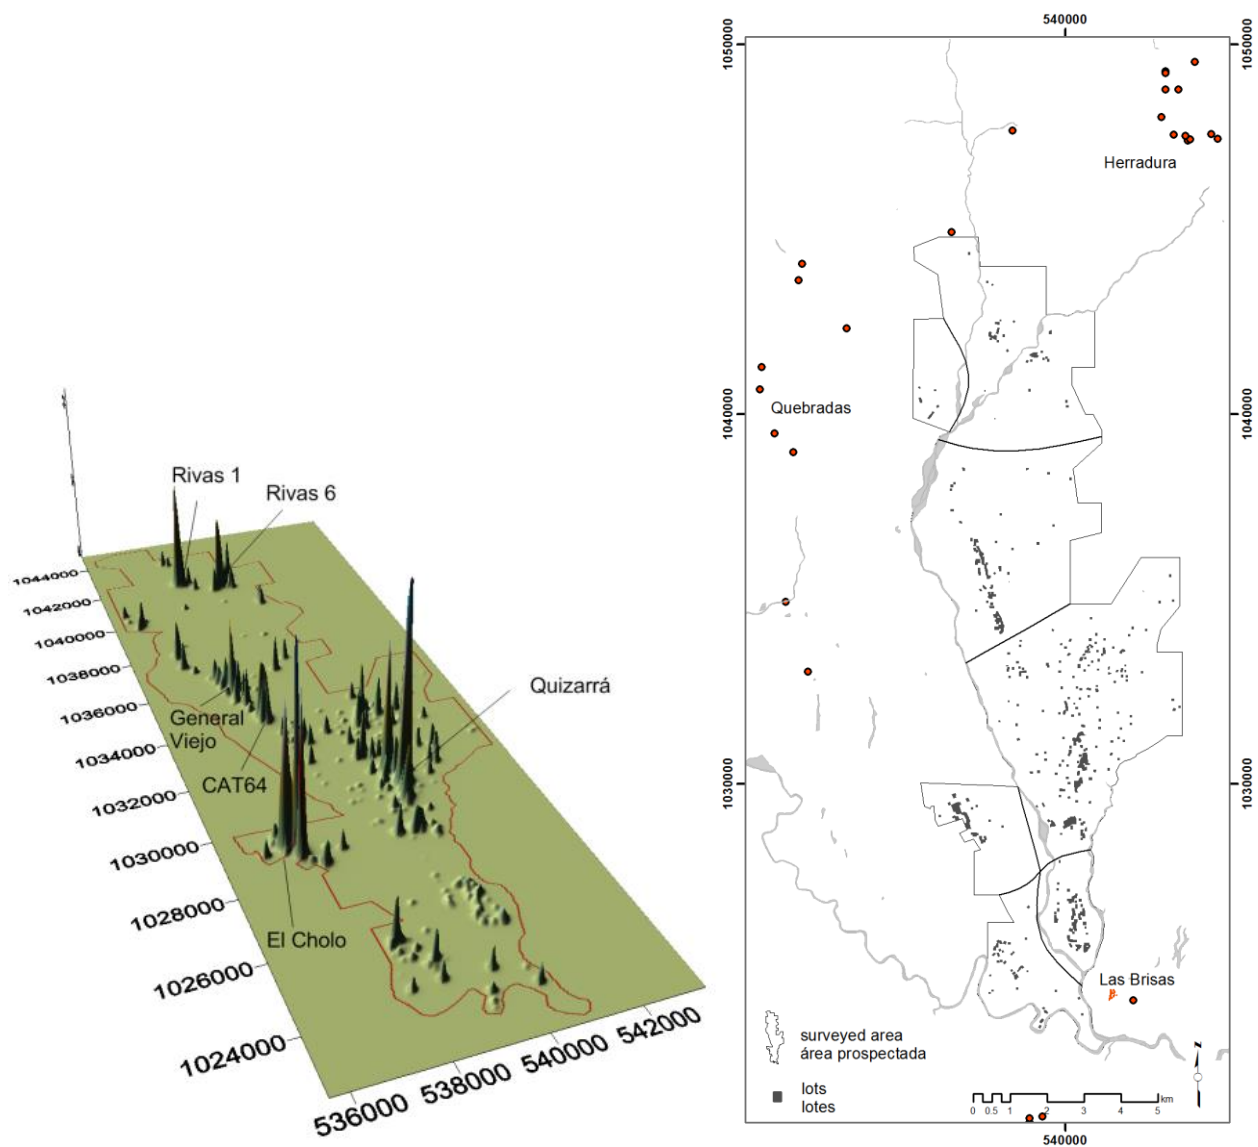 Rivas 1
Rivas 6
Quizarrá
General
Viejo
CAT64
El Cholo
1044000
1042000
1040000
1038000
1036000
1034000
1032000
1030000
1028000
1026000
1024000
536000
538000
540000
542000
540000
1050000
1050000
Herradura
Quebradas
1040000
1040000
1030000
1030000
Las Brisas
surveyed area
área prospectada
lots
lotes
N
0 0.5 1 2 3 4 5 km
540000